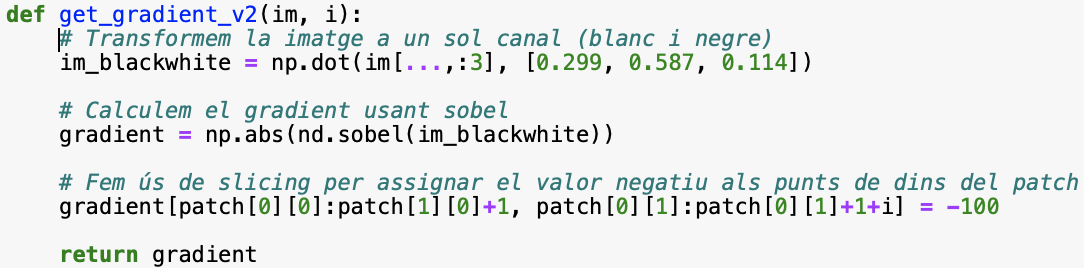 def get_gradient_v2(im, i):
# Transformem la imatge a un sol canal (blanc i negre)
im_blackwhite = np.dot(im[...,:3], [0.299, 0.587, 0.114])
# Calculem el gradient usant sobel
gradient = np.abs(nd.sobel(im_blackwhite))
# Fem ús de slicing per assignar el valor negatiu als punts de dins del patch
gradient[patch[0][0]:patch[1][0]+1, patch[0][1]:patch[0][1]+1+i] = -100
return gradient